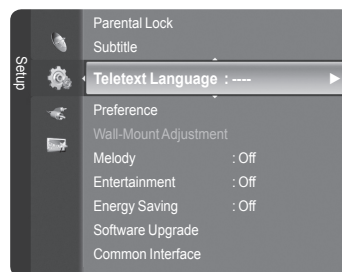 Setup
Parental Lock
Subtitle
Teletext Language : ----
Preference
Wall-Mount Adjustment
Melody : Off
Entertainment : Off
Energy Saving : Off
Software Upgrade
Common Interface